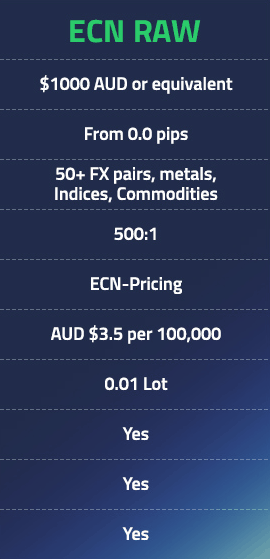 ECN RAW
$1000 AUD or equivalent
From 0.0 pips
50+ FX pairs, metals,
Indices, Commodities
500:1
ECN-Pricing
AUD $3.5 per 100,000
0.01 Lot
Yes
Yes
Yes